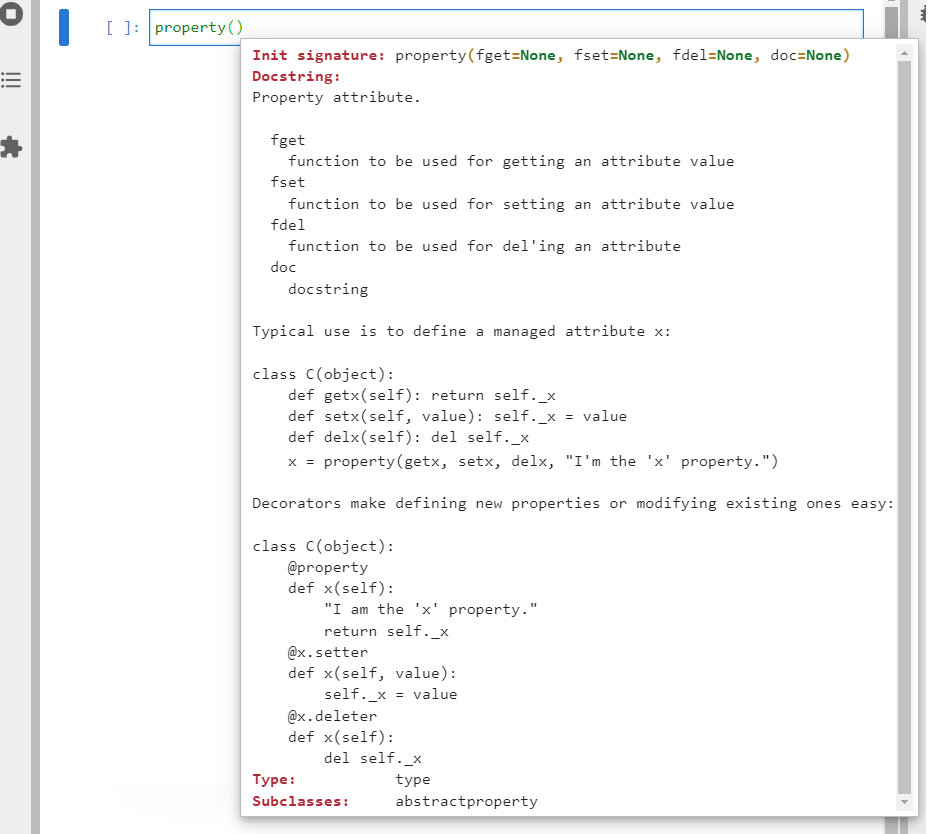 [ ]: property()
Init signature: property(fget=None, fset=None, fdel=None, doc=None)
Docstring:
Property attribute.

  fget
    function to be used for getting an attribute value
  fset
    function to be used for setting an attribute value
  fdel
    function to be used for del'ing an attribute
  doc
    docstring

Typical use is to define a managed attribute x:

class C(object):
    def getx(self): return self._x
    def setx(self, value): self._x = value
    def delx(self): del self._x
    x = property(getx, setx, delx, "I'm the 'x' property.")

Decorators make defining new properties or modifying existing ones easy:

class C(object):
    @property
    def x(self):
        "I am the 'x' property."
        return self._x
    @x.setter
    def x(self, value):
        self._x = value
    @x.deleter
    def x(self):
        del self._x
Type:           type
Subclasses:     abstractproperty